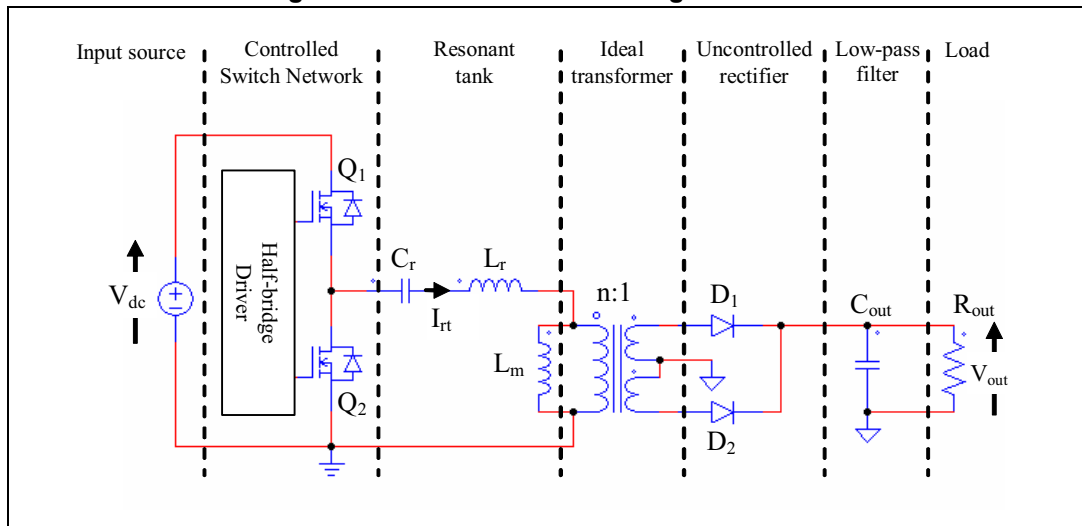 Input source
Controlled
Switch Network
Resonant
tank
Ideal
transformer
Uncontrolled
rectifier
Low-pass
filter
Load
Q1
Half-bridge
Driver
Vdc
Cr
Lr
Irt
n:1
D1
Cout
Rout
Lm
Vout
Q2
D2